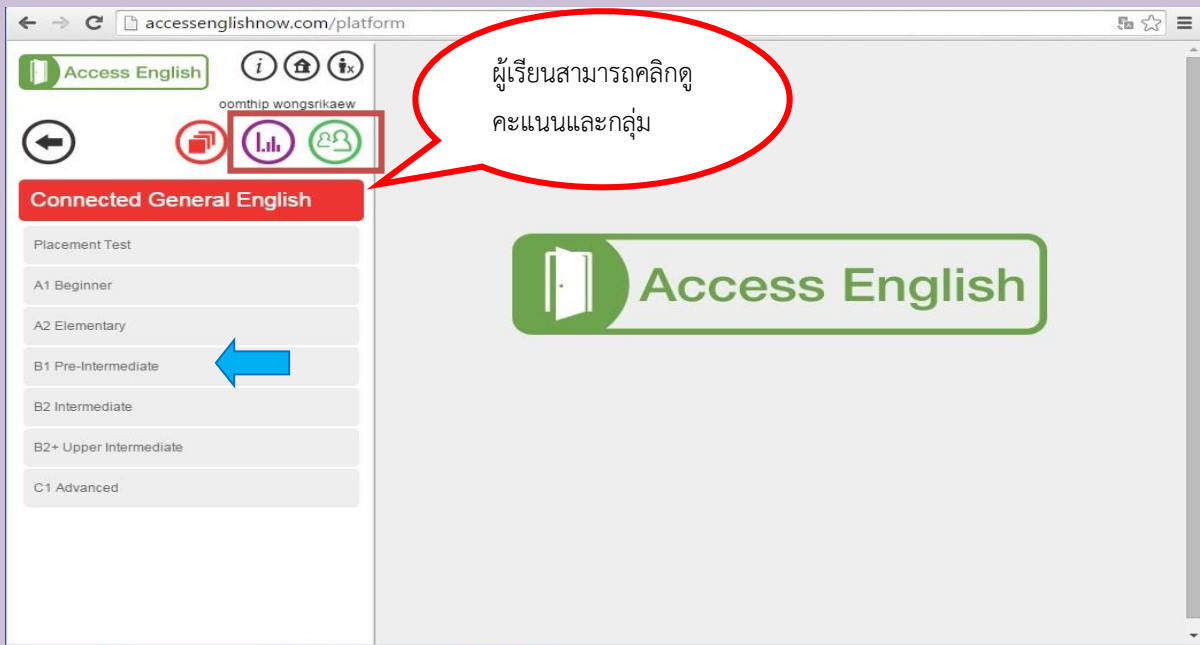 accessenglishnow.com/platform
Access English
oomthip wongsrikaew
ผู้เรียนสามารถคลิกดู
คะแนนและกลุ่ม
Connected General English
Placement Test
A1 Beginner
A2 Elementary
B1 Pre-Intermediate
B2 Intermediate
B2+ Upper Intermediate
C1 Advanced
Access English